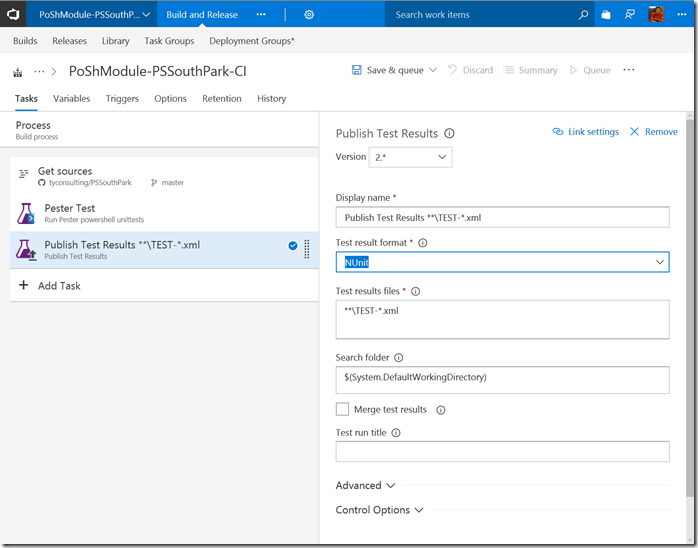 PoShModule-PSSouthP... Build and Release ... Search work items ...
Builds Releases Library Task Groups Deployment Groups*
... > PoShModule-PSSouthPark-CI Save & queue Discard Summary Queue ...
Tasks Variables Triggers Options Retention History
Process
Build process
Get sources
tyconsulting/PSSouthPark master
Pester Test
Run Pester powershell unittests
Publish Test Results **\TEST-*.xml
Publish Test Results
+ Add Task
Publish Test Results Link settings Remove
Version 2.*
Display name *
Publish Test Results **\TEST-*.xml
Test result format *
NUnit
Test results files *
**\TEST-*.xml
Search folder
$(System.DefaultWorkingDirectory)
Merge test results
Test run title
Advanced
Control Options